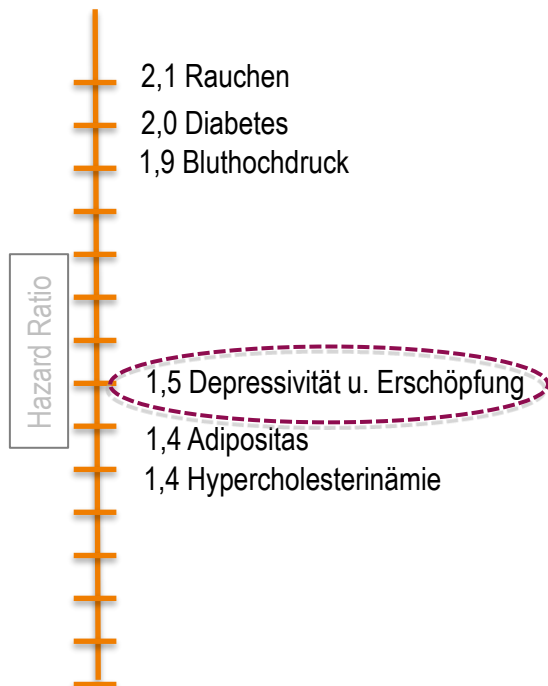 2,1 Rauchen
2,0 Diabetes
1,9 Bluthochdruck
Hazard Ratio
1,5 Depressivität u. Erschöpfung
1,4 Adipositas
1,4 Hypercholesterinämie